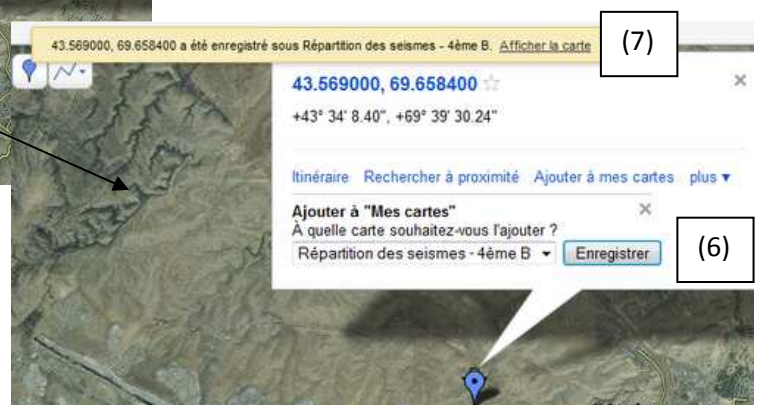 43.569000, 69.658400 a été enregistré sous Répartition des seismes - 4ème B. Afficher la carte
(7)
43.569000, 69.658400
+43° 34' 8.40", +69° 39' 30.24"
Itinéraire Rechercher à proximité Ajouter à mes cartes plus
Ajouter à "Mes cartes"
À quelle carte souhaitez-vous l'ajouter ?
Répartition des seismes - 4ème B Enregistrer
(6)